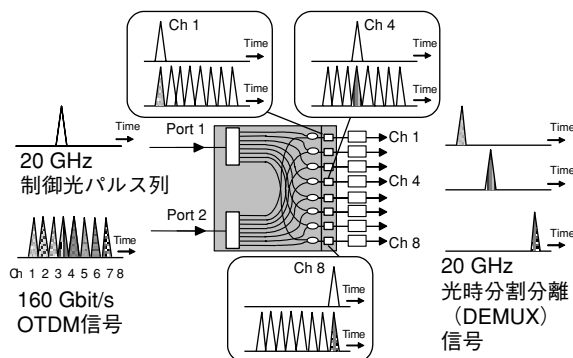 Ch 1
Time
Time
Ch 4
Time
Time
Time
Port 1
20 GHz
制御光パルス列
Port 2
Time
Ch 1 2 3 4 5 6 7 8
160 Gbit/s
OTDM信号
Ch 1
Ch 4
Ch 8
Ch 8
Time
Time
Time
Time
Time
20 GHz
光時分割分離
（DEMUX）
信号